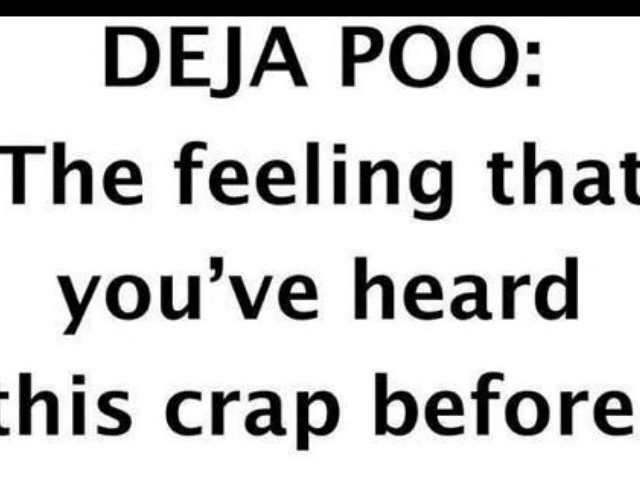 DEJA POO:
The feeling that
you’ve heard
this crap before